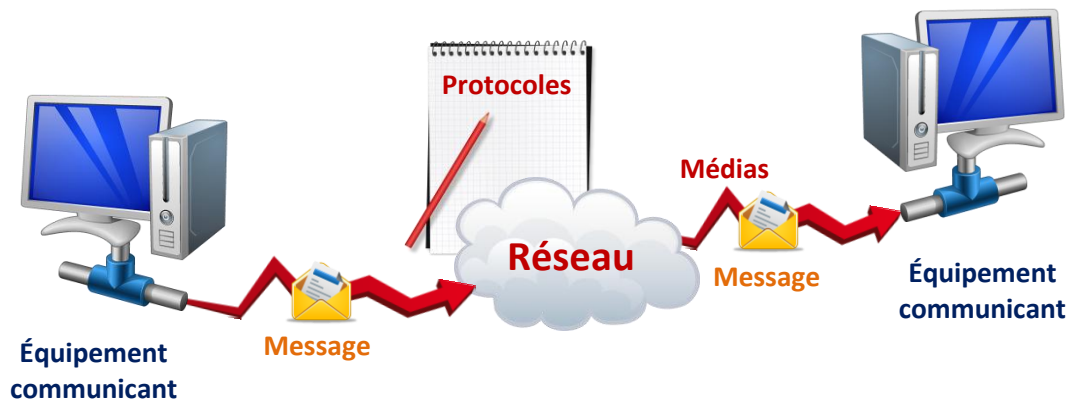 Protocoles
Médias
Réseau
Message
Équipement
communicant
Message
Équipement
communicant